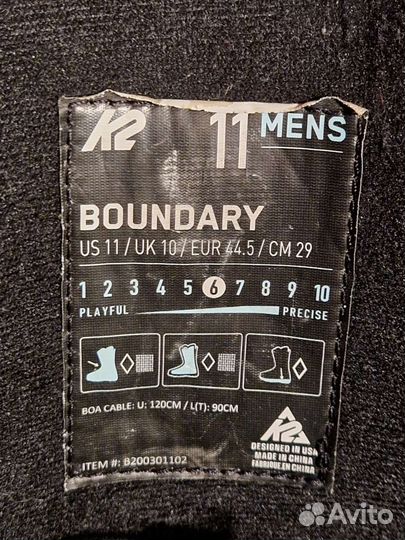 K2 11 MENS
BOUNDARY
US 11 / UK 10 / EUR 44.5 / CM 29
1 2 3 4 5 6 7 8 9 10
PLAYFUL PRECISE
BOA CABLE: U: 120CM / L(T): 90CM
K2
DESIGNED IN USA
MADE IN CHINA
FABRIQUE EN CHINE
ITEM #: B200301102
Avito